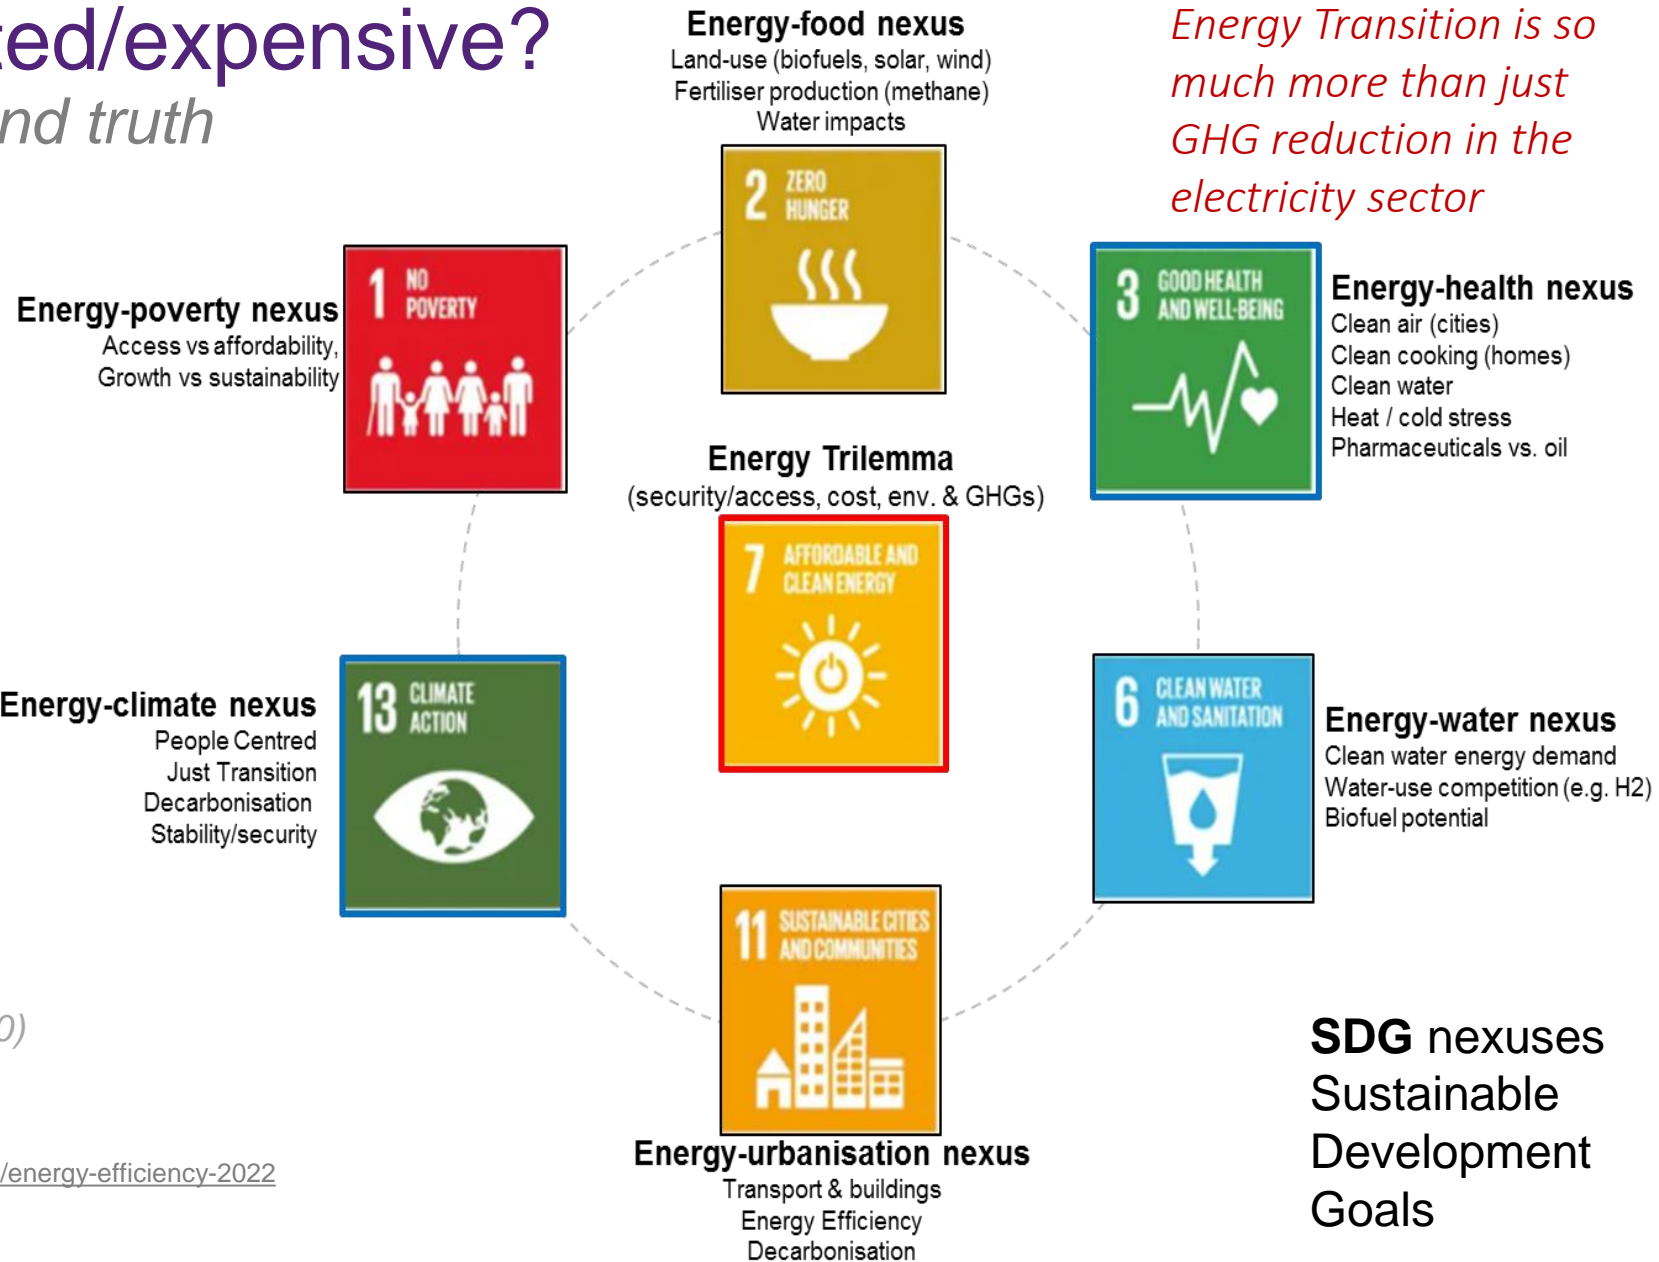 ted/expensive?
nd truth
Energy Transition is so
much more than just
GHG reduction in the
electricity sector
Energy-food nexus
Land-use (biofuels, solar, wind)
Fertiliser production (methane)
Water impacts
2 ZERO
HUNGER
Energy-poverty nexus
Access vs affordability,
Growth vs sustainability
1 NO
POVERTY
3 GOOD HEALTH
AND WELL-BEING
Energy-health nexus
Clean air (cities)
Clean cooking (homes)
Clean water
Heat / cold stress
Pharmaceuticals vs. oil
Energy Trilemma
(security/access, cost, env. & GHGs)
7 AFFORDABLE AND
CLEAN ENERGY
Energy-climate nexus
People Centred
Just Transition
Decarbonisation
Stability/security
13 CLIMATE
ACTION
6 CLEAN WATER
AND SANITATION
Energy-water nexus
Clean water energy demand
Water-use competition (e.g. H2)
Biofuel potential
11 SUSTAINABLE CITIES
AND COMMUNITIES
Energy-urbanisation nexus
Transport & buildings
Energy Efficiency
Decarbonisation
0)
/energy-efficiency-2022
SDG nexuses
Sustainable
Development
Goals